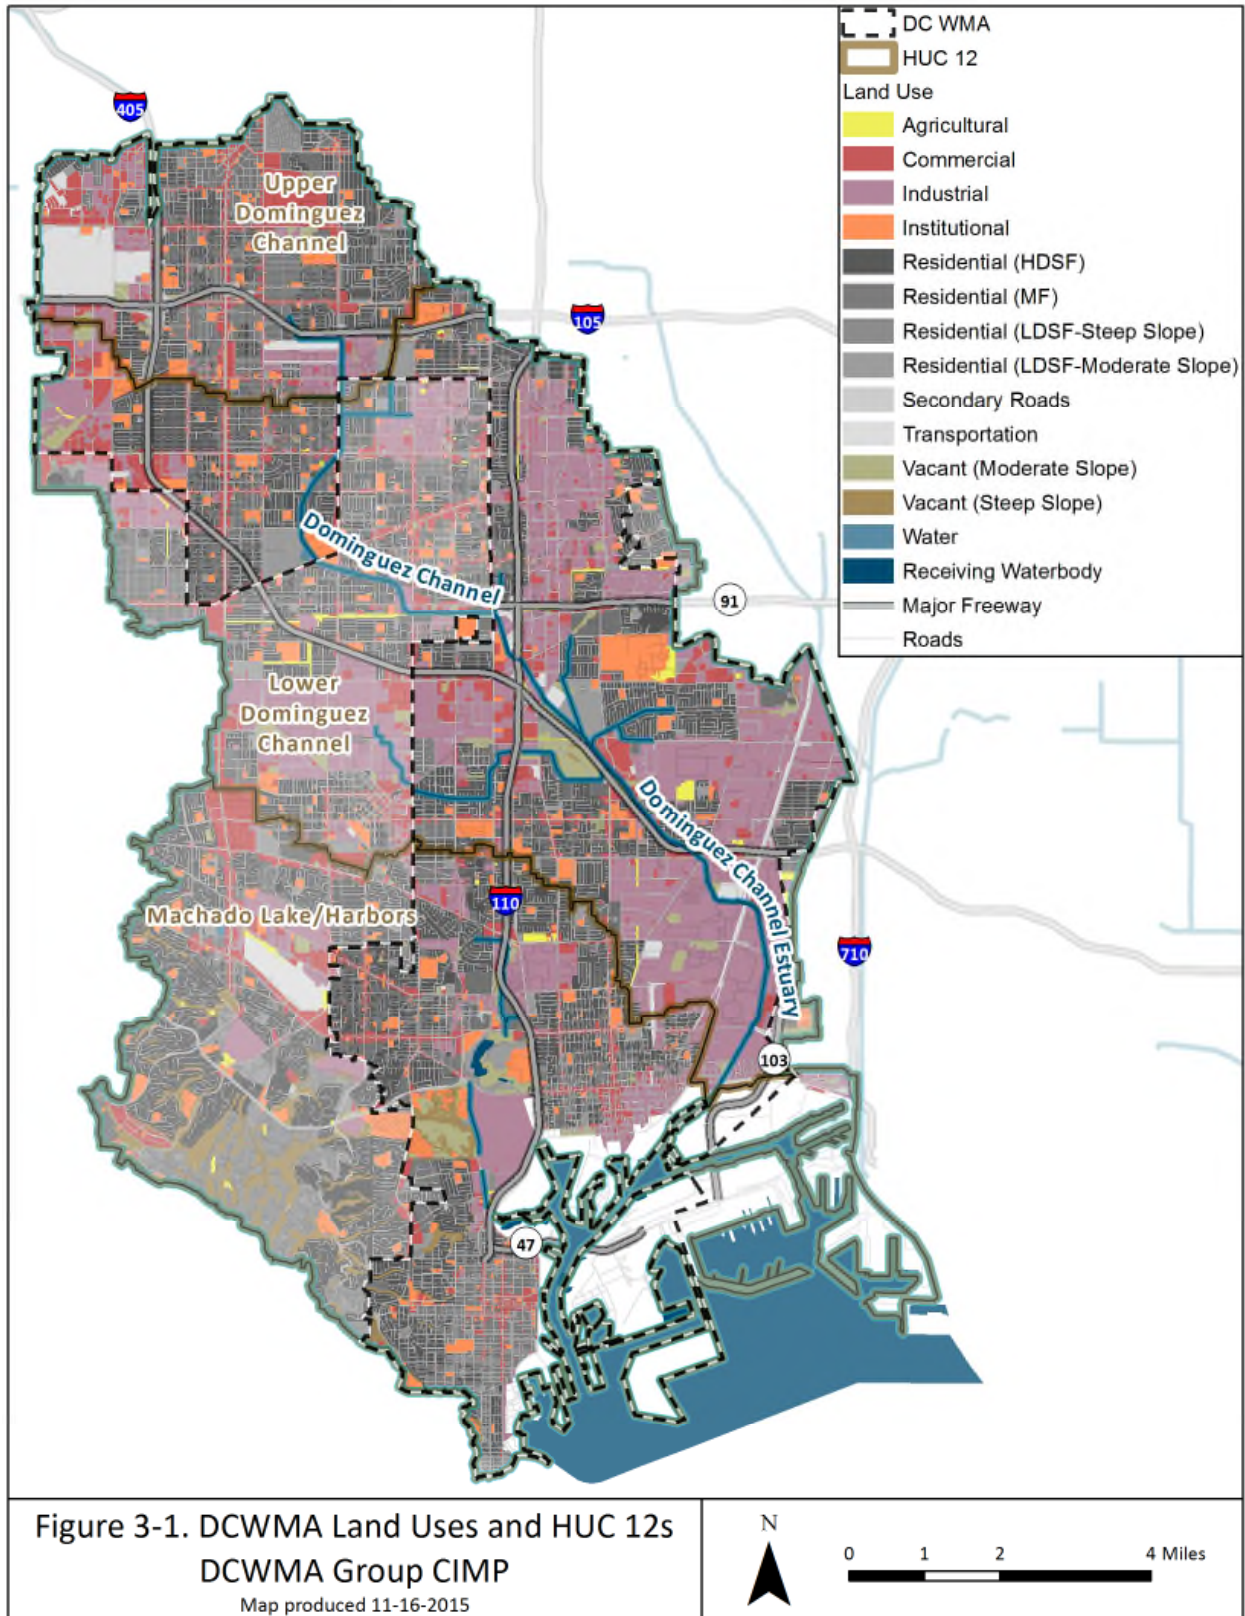 DC WMA
HUC 12
Land Use
Agricultural
Commercial
Industrial
Institutional
Residential (HDSF)
Residential (MF)
Residential (LDSF-Steep Slope)
Residential (LDSF-Moderate Slope)
Secondary Roads
Transportation
Vacant (Moderate Slope)
Vacant (Steep Slope)
Water
Receiving Waterbody
Major Freeway
Roads
405
Upper
Dominguez
Channel
105
Dominguez Channel
91
Lower
Dominguez
Channel
Dominguez Channel Estuary
110
Machado Lake/Harbors
710
103
47
Figure 3-1. DCWMA Land Uses and HUC 12s
DCWMA Group CIMP
Map produced 11-16-2015
N
0 1 2 4 Miles